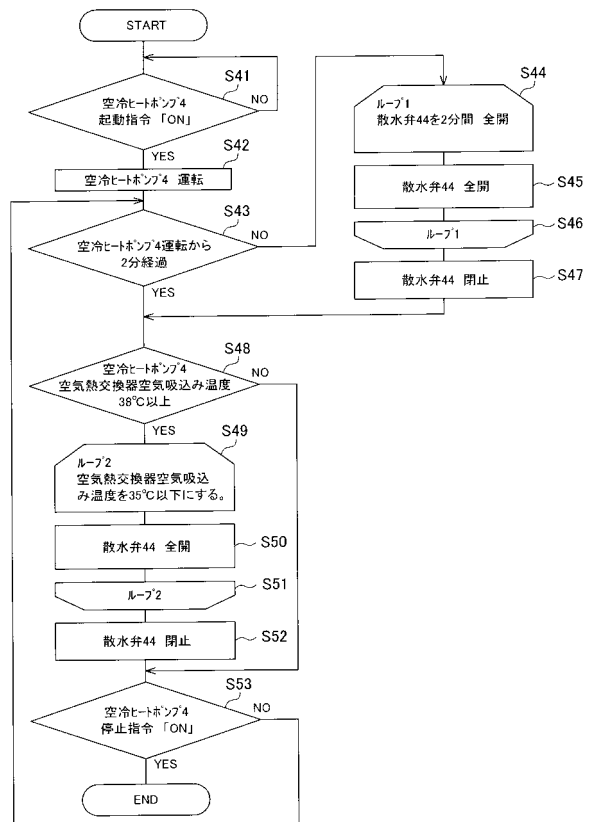 START
S41
空冷ﾋｰﾄﾎﾟﾝﾌﾟ4
起動指令 「ON」
NO
YES
S42
空冷ﾋｰﾄﾎﾟﾝﾌﾟ4 運転
S43
空冷ﾋｰﾄﾎﾟﾝﾌﾟ4運転から
2分経過
NO
YES
S44
ﾙｰﾌﾟ1
散水弁44を2分間 全開
散水弁44 全開
S45
ﾙｰﾌﾟ1
S46
散水弁44 閉止
S47
S48
空冷ﾋｰﾄﾎﾟﾝﾌﾟ4
空気熱交換器空気吸込み温度
38℃以上
NO
YES
S49
ﾙｰﾌﾟ2
空気熱交換器空気吸込
み温度を35℃以下にする。
散水弁44 全開
S50
ﾙｰﾌﾟ2
S51
散水弁44 閉止
S52
S53
空冷ﾋｰﾄﾎﾟﾝﾌﾟ4
停止指令 「ON」
NO
YES
END